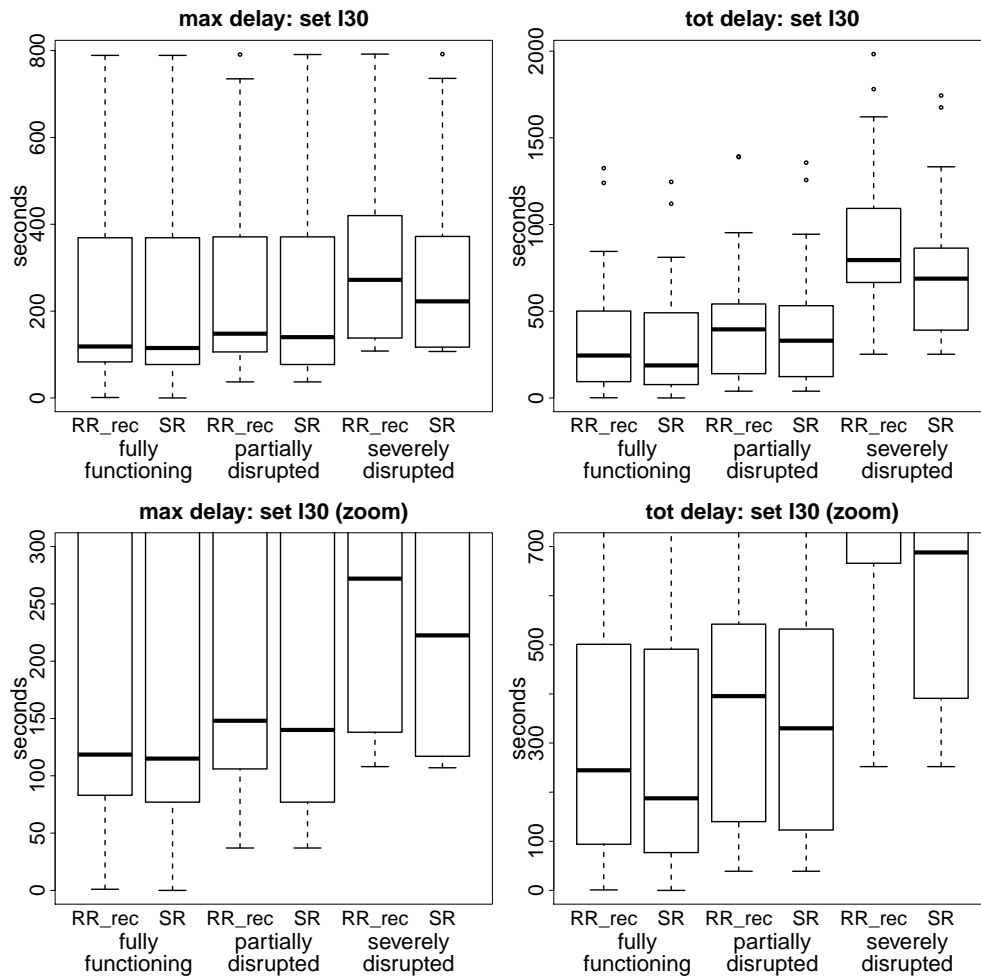 max delay: set I30
seconds
800
600
400
200
0
RR_rec SR RR_rec SR RR_rec SR
fully partially severely
functioning disrupted disrupted
tot delay: set I30
seconds
2000
1500
1000
500
0
RR_rec SR RR_rec SR RR_rec SR
fully partially severely
functioning disrupted disrupted
max delay: set I30 (zoom)
seconds
300
250
200
150
100
50
0
RR_rec SR RR_rec SR RR_rec SR
fully partially severely
functioning disrupted disrupted
tot delay: set I30 (zoom)
seconds
700
500
300
100
0
RR_rec SR RR_rec SR RR_rec SR
fully partially severely
functioning disrupted disrupted